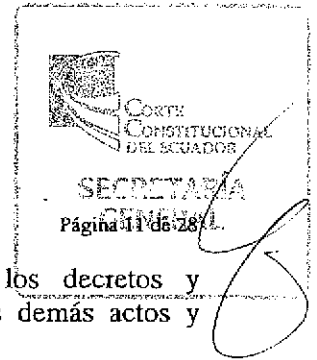 CORTE
CONSTITUCIONAL
DEL ECUADOR
SECRETARÍA
GENERAL
Página 11 de 28
los decretos y
demás actos y